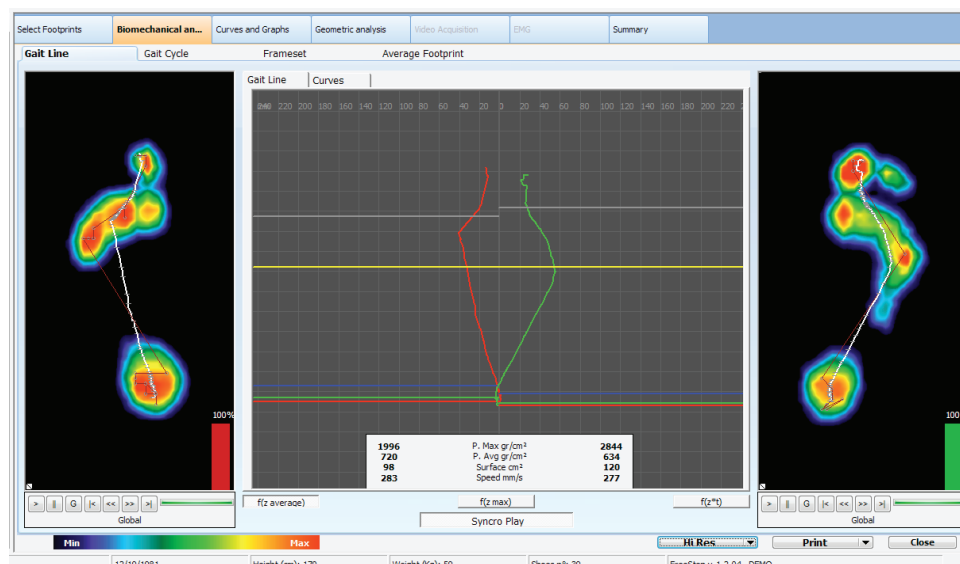 Select Footprints Biomechanical an... Curves and Graphs Geometric analysis Video Acquisition EMG Summary
Gait Line Gait Cycle Frameset Average Footprint
Gait Line Curves
220 200 180 160 140 120 100 80 60 40 20 0 20 40 60 80 100 120 140 160 180 200 220
100% 100%
1996 P. Max gr/cm² 2844
720 P. Avg gr/cm² 634
98 Surface cm² 120
283 Speed mm/s 277
> || G |< << >> >| f(z average) f(z max) f(z*t) > || G |< << >> >|
Global Syncro Play Global
Min Max Hi Res Print Close